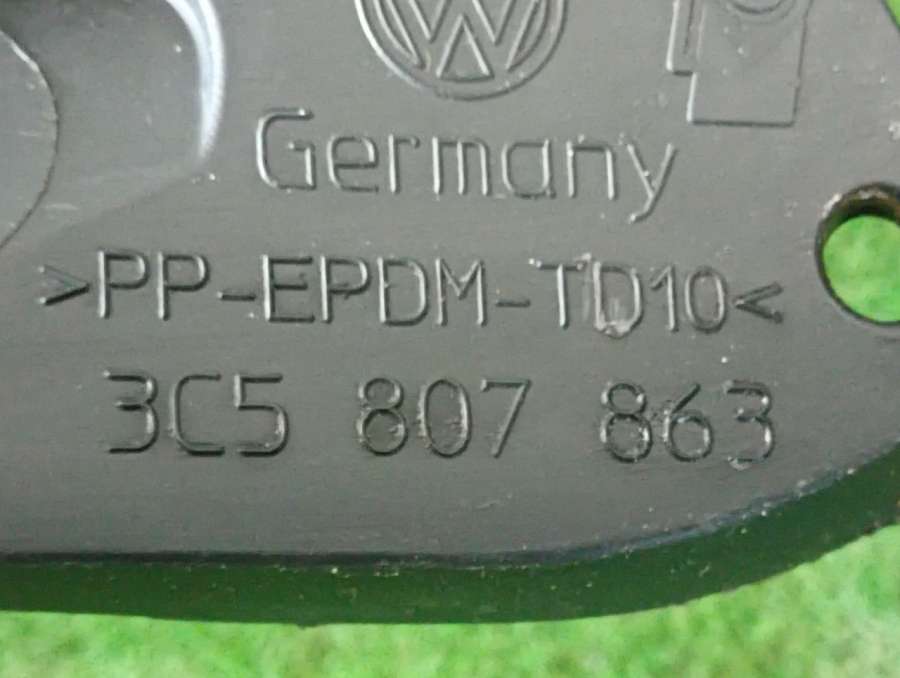 Germany
>PP-EPDM-TD10<
3C5 807 863